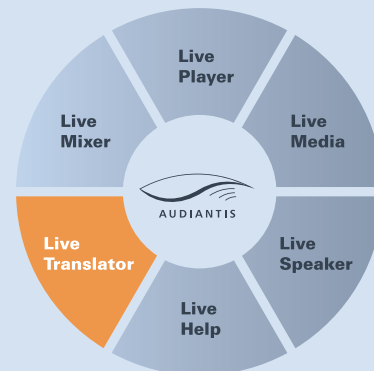 Live
Player
Live
Mixer
Live
Media
AUDIANTIS
Live
Translator
Live
Speaker
Live
Help